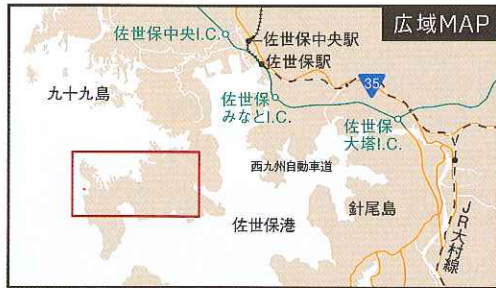 広域MAP
佐世保中央I.C.
佐世保中央駅
佐世保駅
九十九島
35
佐世保
みなとI.C.
佐世保
大塔I.C.
西九州自動車道
佐世保港
針尾島
JR大村線